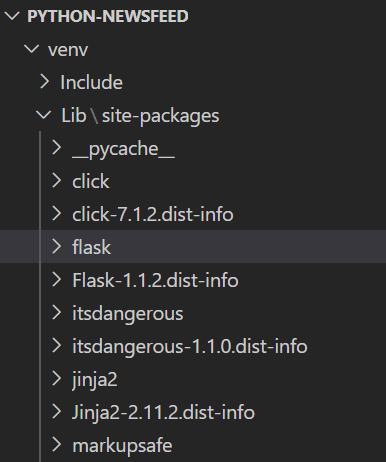 PYTHON-NEWSFEED
venv
Include
Lib\site-packages
__pycache__
click
click-7.1.2.dist-info
flask
Flask-1.1.2.dist-info
itsdangerous
itsdangerous-1.1.0.dist-info
jinja2
Jinja2-2.11.2.dist-info
markupsafe